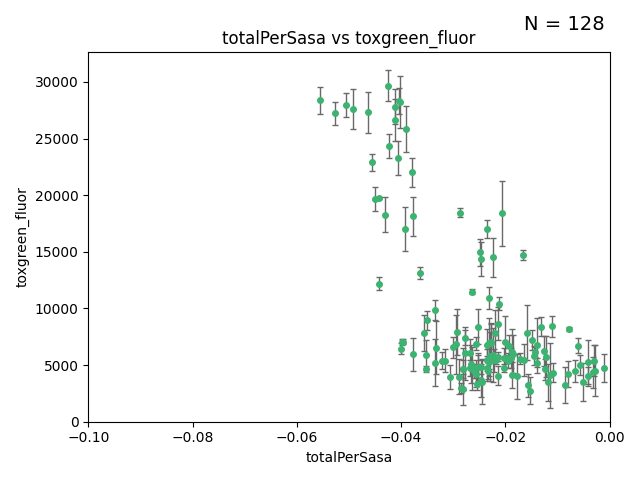 N = 128
totalPerSasa vs toxgreen_fluor
30000
25000
20000
15000
10000
5000
0
toxgreen_fluor
−0.10 −0.08 −0.06 −0.04 −0.02 0.00
totalPerSasa